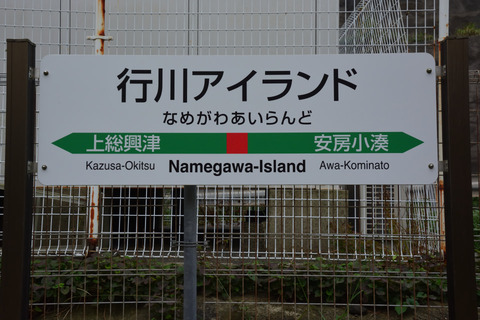 行川アイランド
なめがわあいらんど
上総興津 安房小湊
Kazusa-Okitsu Namegawa-Island Awa-Kominato